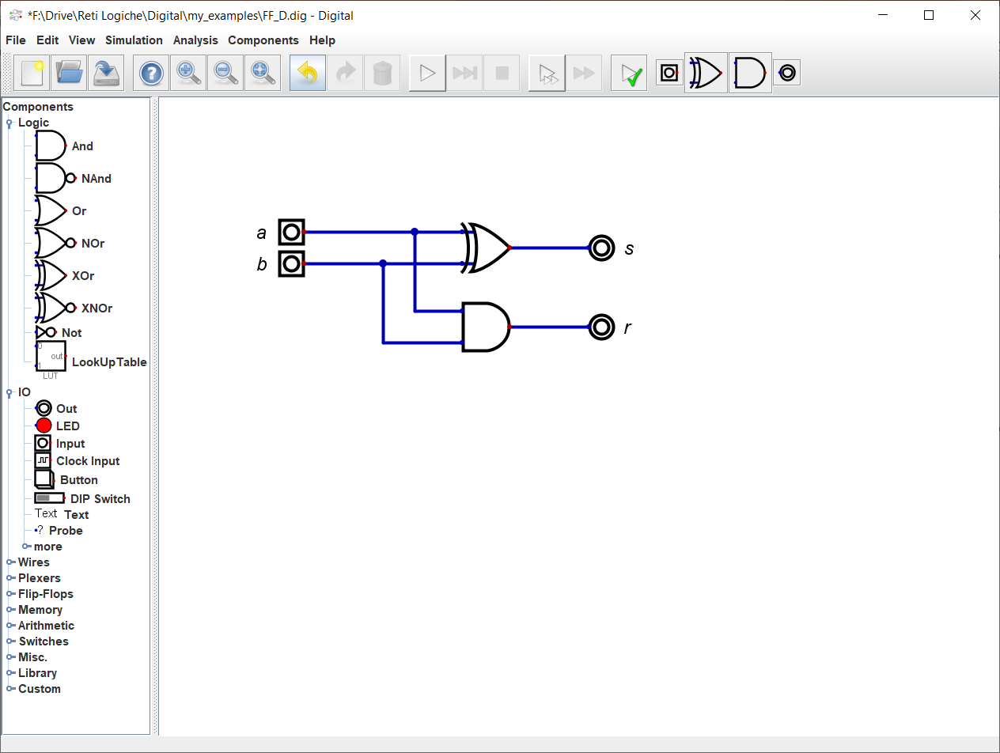 *F:\Drive\Reti Logiche\Digital\my_examples\FF_D.dig - Digital
File Edit View Simulation Analysis Components Help
Components
Logic
And
NAnd
Or
NOr
XOr
XNOr
Not
0
out
LookUpTable
1
LUT
IO
Out
LED
Input
Clock Input
Button
DIP Switch
Text Text
? Probe
more
Wires
Plexers
Flip-Flops
Memory
Arithmetic
Switches
Misc.
Library
Custom
a
b
s
r